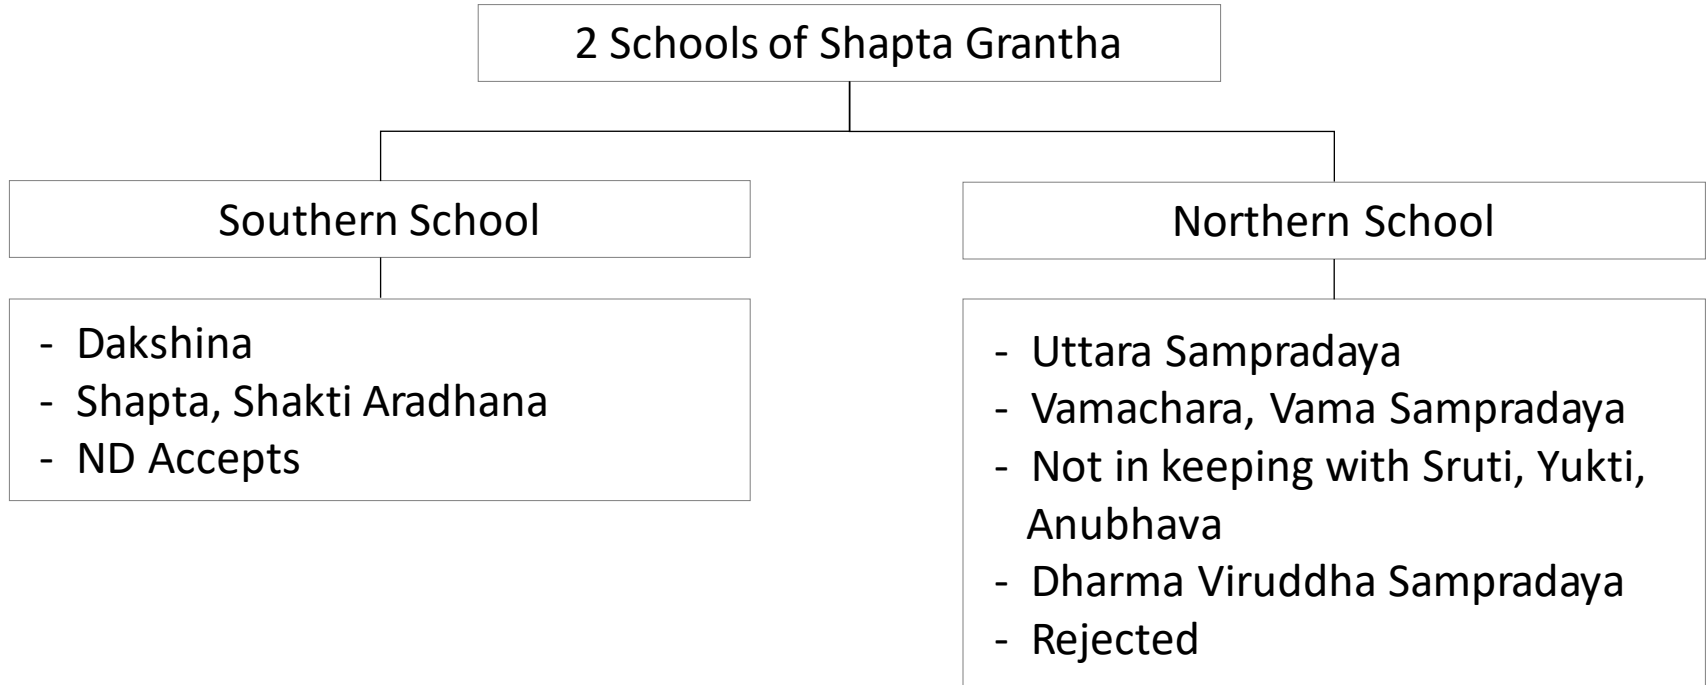 2 Schools of Shapta Grantha
Southern School
- Dakshina
- Shapta, Shakti Aradhana
- ND Accepts
Northern School
- Uttara Sampradaya
- Vamachara, Vama Sampradaya
- Not in keeping with Sruti, Yukti,
Anubhava
- Dharma Viruddha Sampradaya
- Rejected